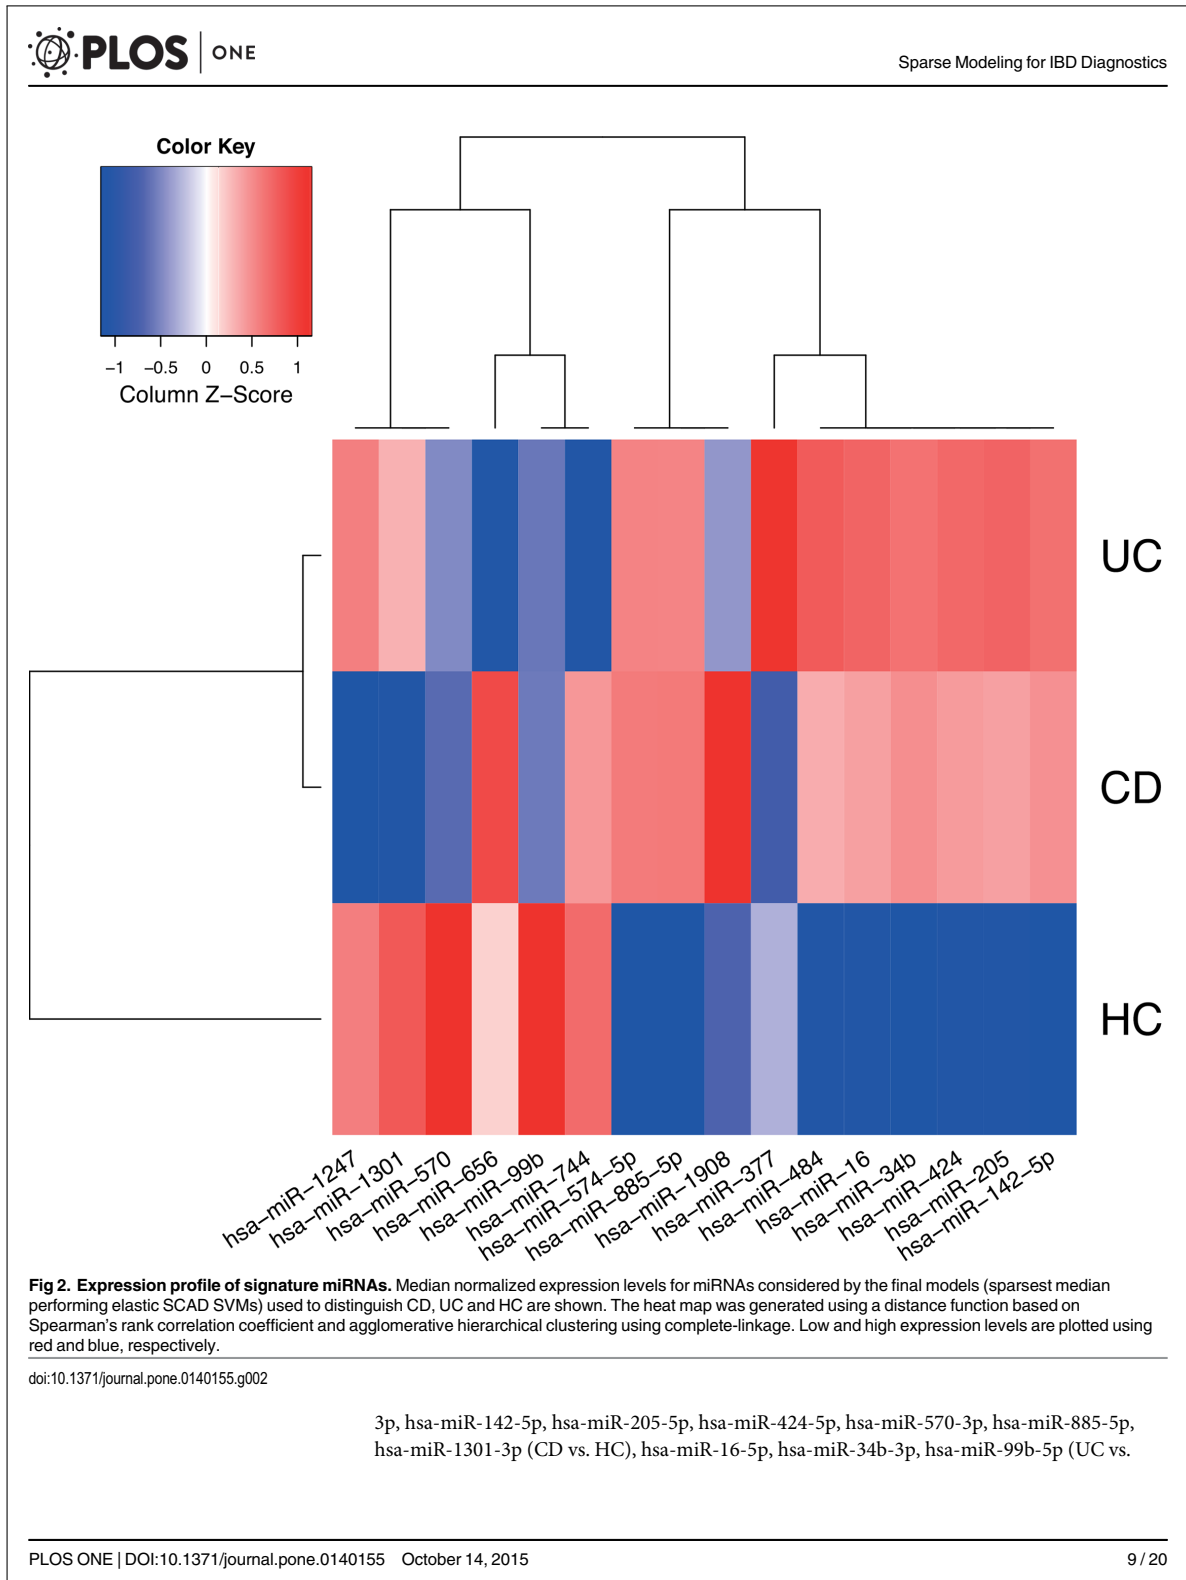 PLOS ONE
Sparse Modeling for IBD Diagnostics
Color Key
−1 −0.5 0 0.5 1
Column Z−Score
UC
CD
HC
hsa−miR−1247
hsa−miR−1301
hsa−miR−570
hsa−miR−656
hsa−miR−99b
hsa−miR−744
hsa−miR−574−5p
hsa−miR−885−5p
hsa−miR−1908
hsa−miR−377
hsa−miR−484
hsa−miR−16
hsa−miR−34b
hsa−miR−424
hsa−miR−205
hsa−miR−142−5p
Fig 2. Expression profile of signature miRNAs. Median normalized expression levels for miRNAs considered by the final models (sparsest median
performing elastic SCAD SVMs) used to distinguish CD, UC and HC are shown. The heat map was generated using a distance function based on
Spearman's rank correlation coefficient and agglomerative hierarchical clustering using complete-linkage. Low and high expression levels are plotted using
red and blue, respectively.
doi:10.1371/journal.pone.0140155.g002
3p, hsa-miR-142-5p, hsa-miR-205-5p, hsa-miR-424-5p, hsa-miR-570-3p, hsa-miR-885-5p,
hsa-miR-1301-3p (CD vs. HC), hsa-miR-16-5p, hsa-miR-34b-3p, hsa-miR-99b-5p (UC vs.
PLOS ONE | DOI:10.1371/journal.pone.0140155 October 14, 2015
9 / 20